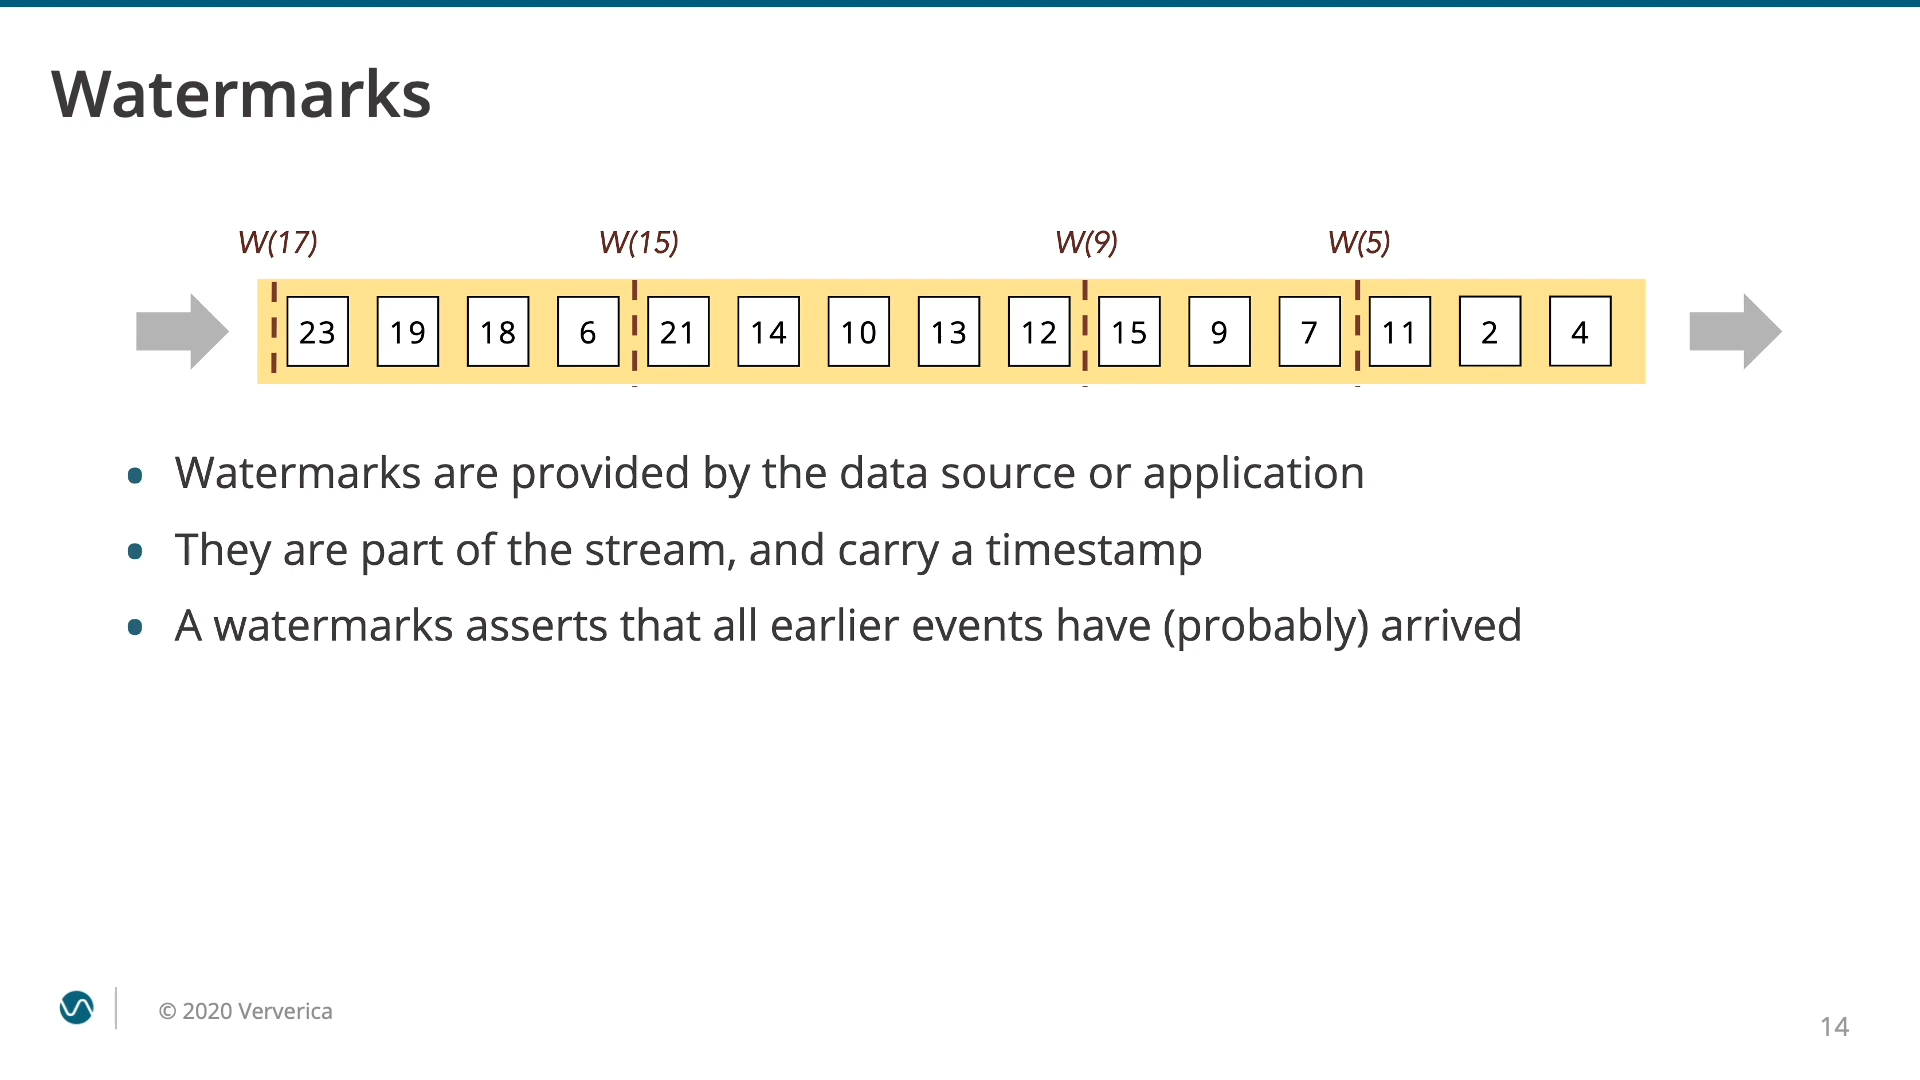 Watermarks
W(17) W(15) W(9) W(5)
23 19 18 6 21 14 10 13 12 15 9 7 11 2 4
• Watermarks are provided by the data source or application
• They are part of the stream, and carry a timestamp
• A watermarks asserts that all earlier events have (probably) arrived
© 2020 Ververica
14